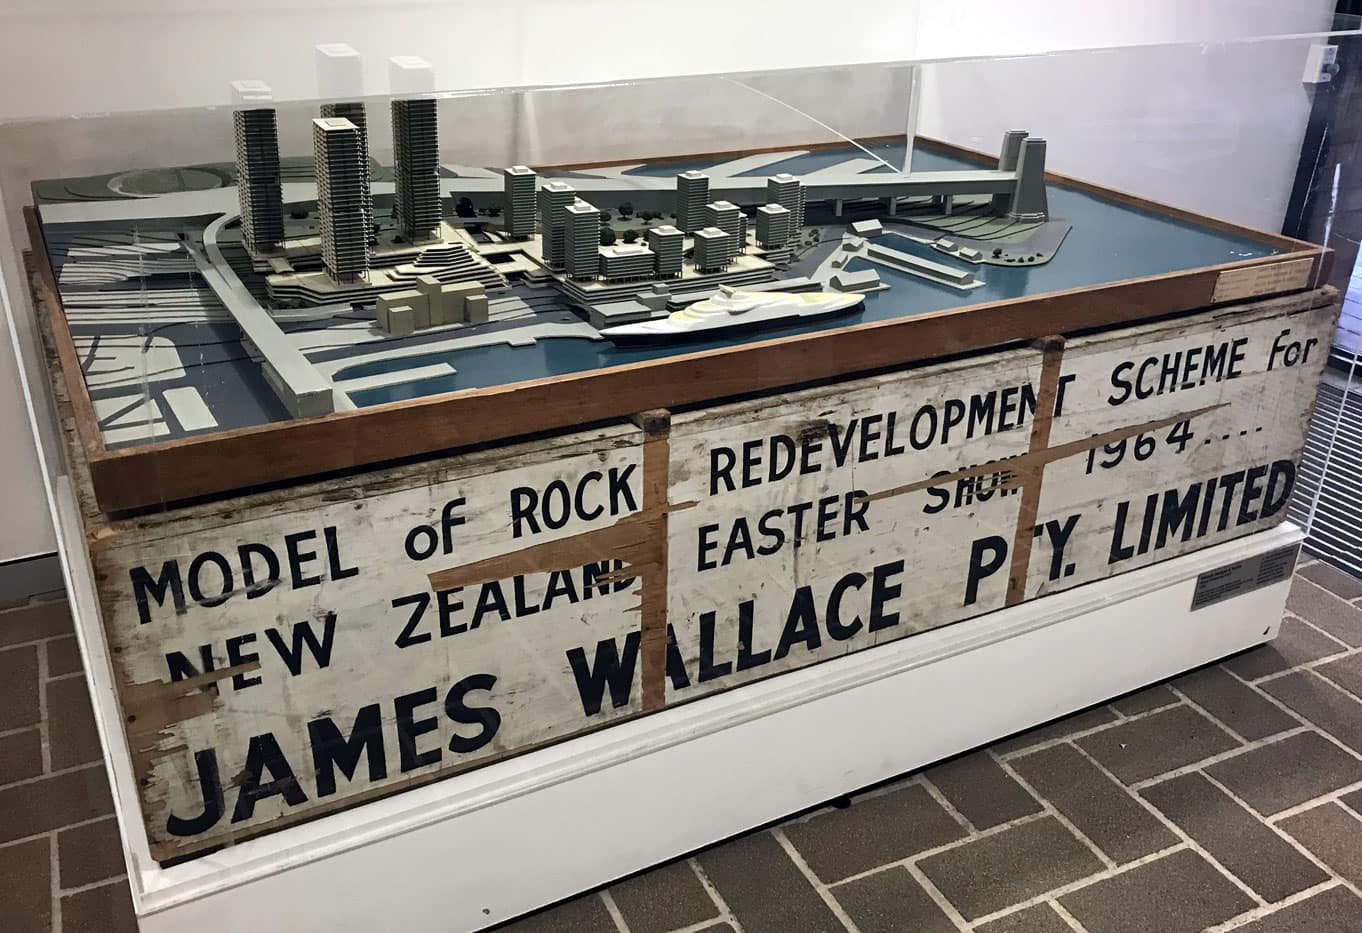 MODEL of ROCK REDEVELOPMENT SCHEME for
NEW ZEALAND EASTER SHOW 1964....
JAMES WALLACE PTY. LIMITED